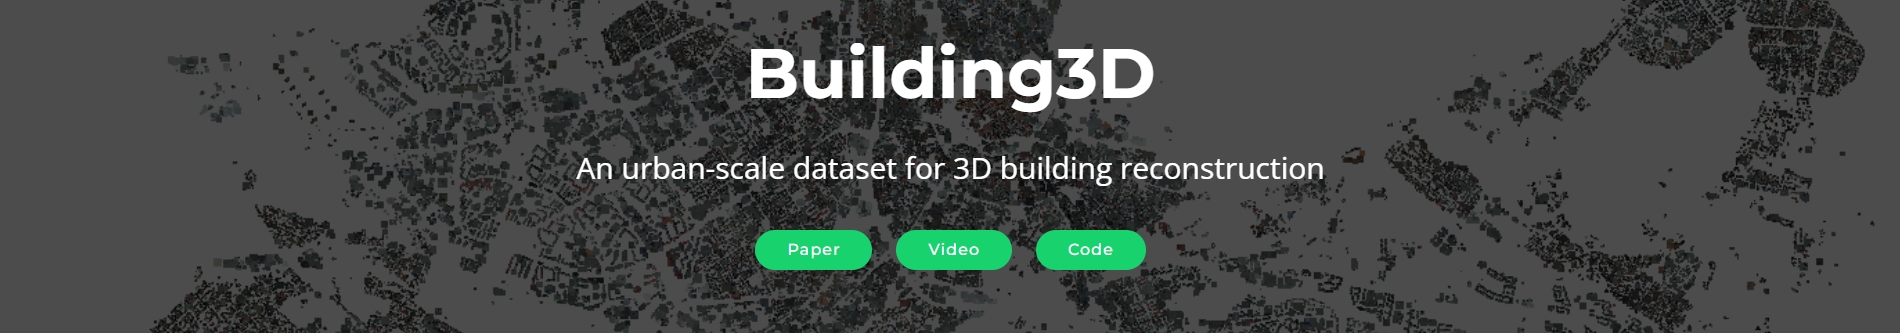 Building3D
An urban-scale dataset for 3D building reconstruction
Paper Video Code